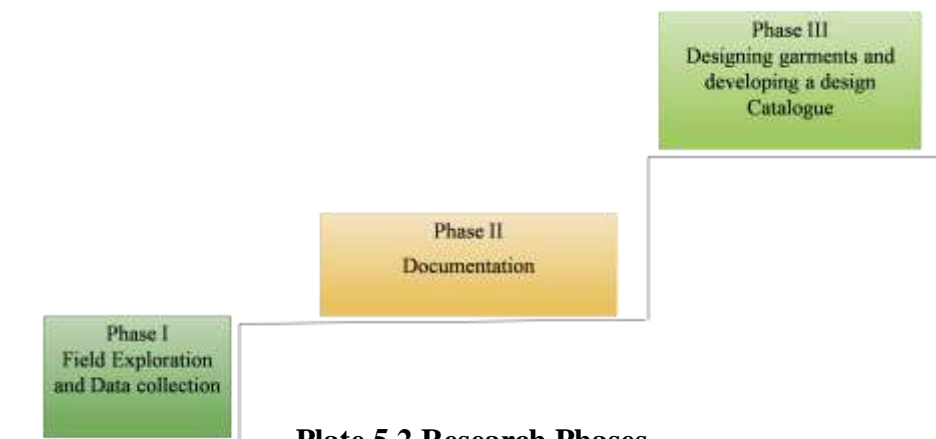 Phase III
Designing garments and
developing a design
Catalogue
Phase II
Documentation
Phase I
Field Exploration
and Data collection
Plate 5.2 Research Phases